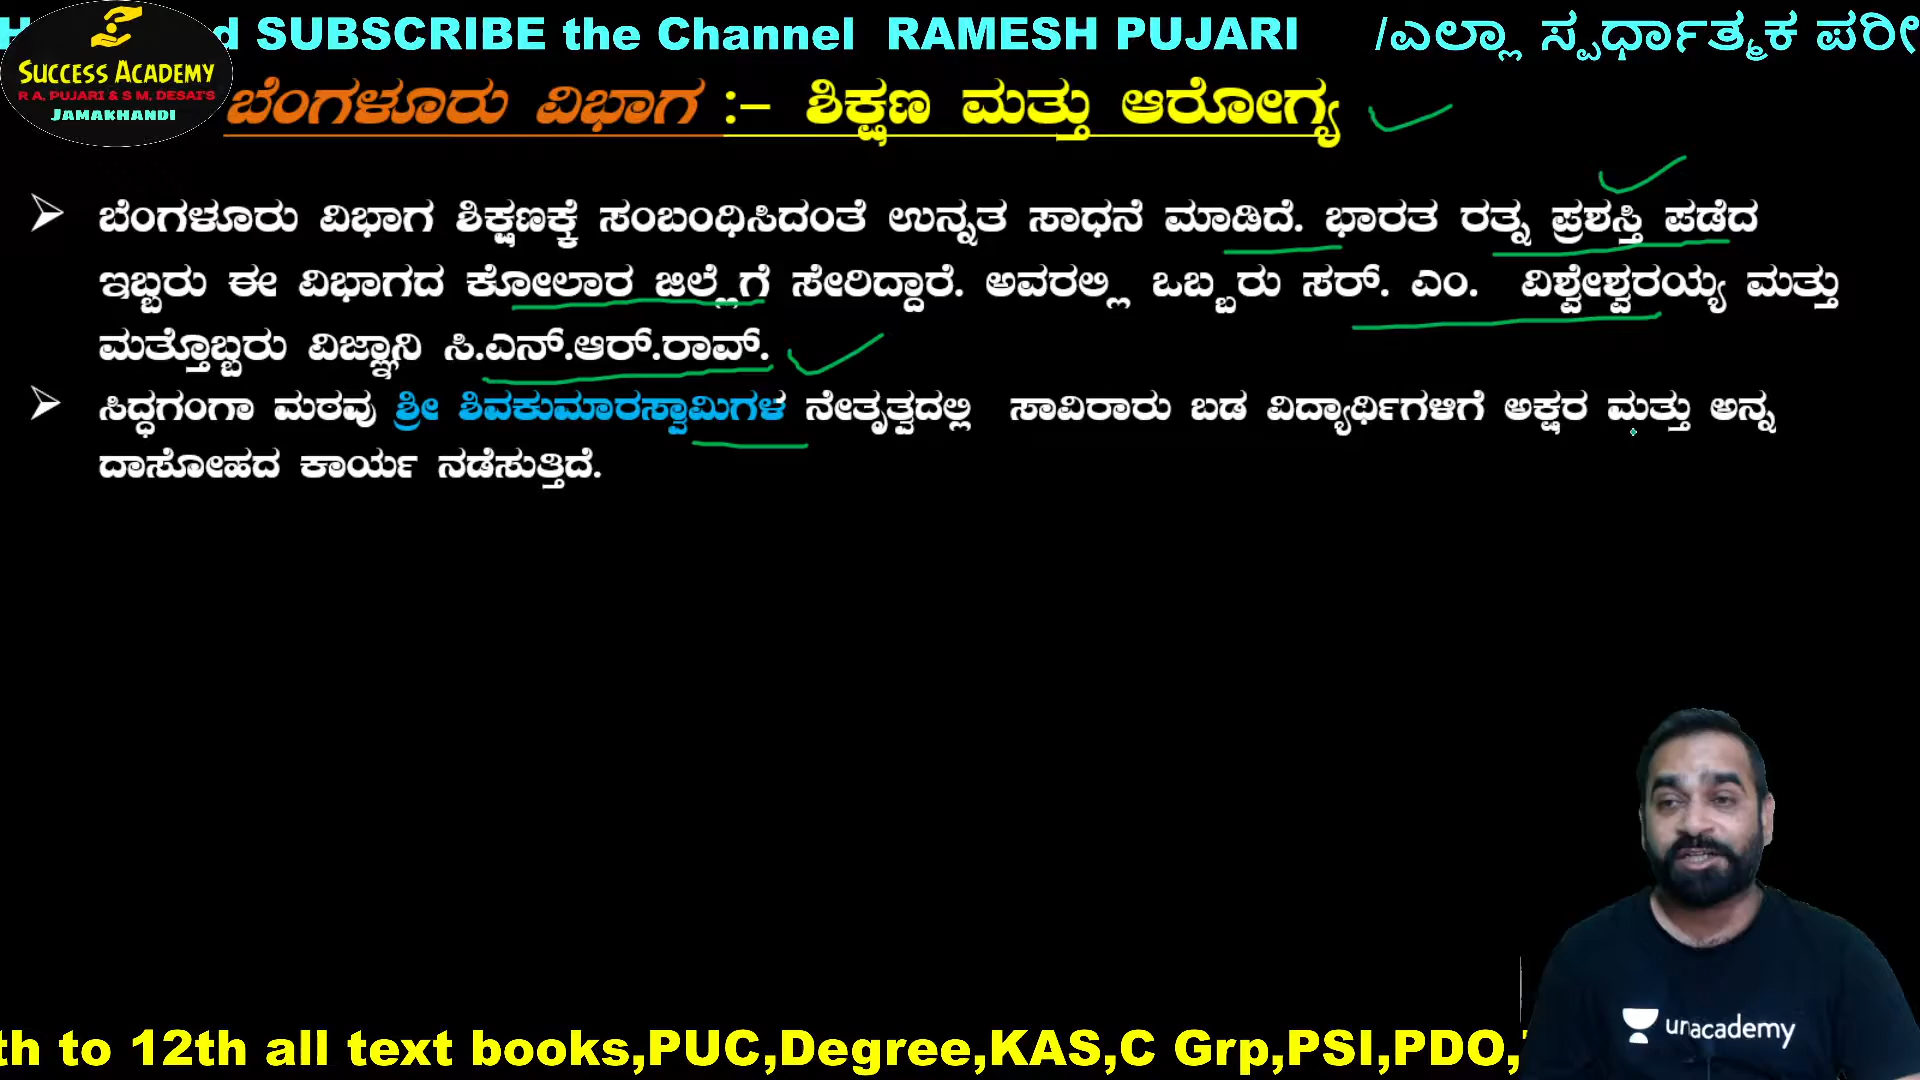 d SUBSCRIBE the Channel RAMESH PUJARI /ಎಲ್ಲಾ ಸ್ಪರ್ಧಾತ್ಮಕ ಪರೀ
SUCCESS ACADEMY
R A, PUJARI & S M, DESAI'S
JAMAKHANDI
ಬೆಂಗಳೂರು ವಿಭಾಗ :– ಶಿಕ್ಷಣ ಮತ್ತು ಆರೋಗ್ಯ
➢ ಬೆಂಗಳೂರು ವಿಭಾಗ ಶಿಕ್ಷಣಕ್ಕೆ ಸಂಬಂಧಿಸಿದಂತೆ ಉನ್ನತ ಸಾಧನೆ ಮಾಡಿದೆ. ಭಾರತ ರತ್ನ ಪ್ರಶಸ್ತಿ ಪಡೆದ
ಇಬ್ಬರು ಈ ವಿಭಾಗದ ಕೋಲಾರ ಜಿಲ್ಲೆಗೆ ಸೇರಿದ್ದಾರೆ. ಅವರಲ್ಲಿ ಒಬ್ಬರು ಸರ್. ಎಂ. ವಿಶ್ವೇಶ್ವರಯ್ಯ ಮತ್ತು
ಮತ್ತೊಬ್ಬರು ವಿಜ್ಞಾನಿ ಸಿ.ಎನ್.ಆರ್.ರಾವ್.
➢ ಸಿದ್ಧಗಂಗಾ ಮಠವು ಶ್ರೀ ಶಿವಕುಮಾರಸ್ವಾಮಿಗಳ ನೇತೃತ್ವದಲ್ಲಿ ಸಾವಿರಾರು ಬಡ ವಿದ್ಯಾರ್ಥಿಗಳಿಗೆ ಅಕ್ಷರ ಮತ್ತು ಅನ್ನ
ದಾಸೋಹದ ಕಾರ್ಯ ನಡೆಸುತ್ತಿದೆ.
unacademy
th to 12th all text books,PUC,Degree,KAS,C Grp,PSI,PDO,